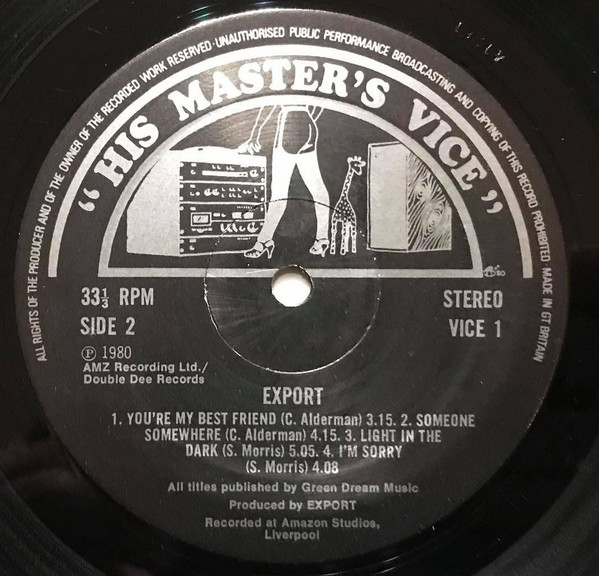 ALL RIGHTS OF THE PRODUCER AND OF THE OWNER OF THE RECORDED WORK RESERVED · UNAUTHORISED PUBLIC PERFORMANCE BROADCASTING AND COPYING OF THIS RECORD PROHIBITED · MADE IN GT BRITAIN
“HIS MASTER'S VICE”
33⅓ RPM
STEREO
SIDE 2
VICE 1
Ⓟ 1980
AMZ Recording Ltd./
Double Dee Records
EXPORT
1. YOU'RE MY BEST FRIEND (C. Alderman) 3.15. 2. SOMEONE
SOMEWHERE (C. Alderman) 4.15. 3. LIGHT IN THE
DARK (S. Morris) 5.05. 4. I'M SORRY
(S. Morris) 4.08
All titles published by Green Dream Music
Produced by EXPORT
Recorded at Amazon Studios,
Liverpool